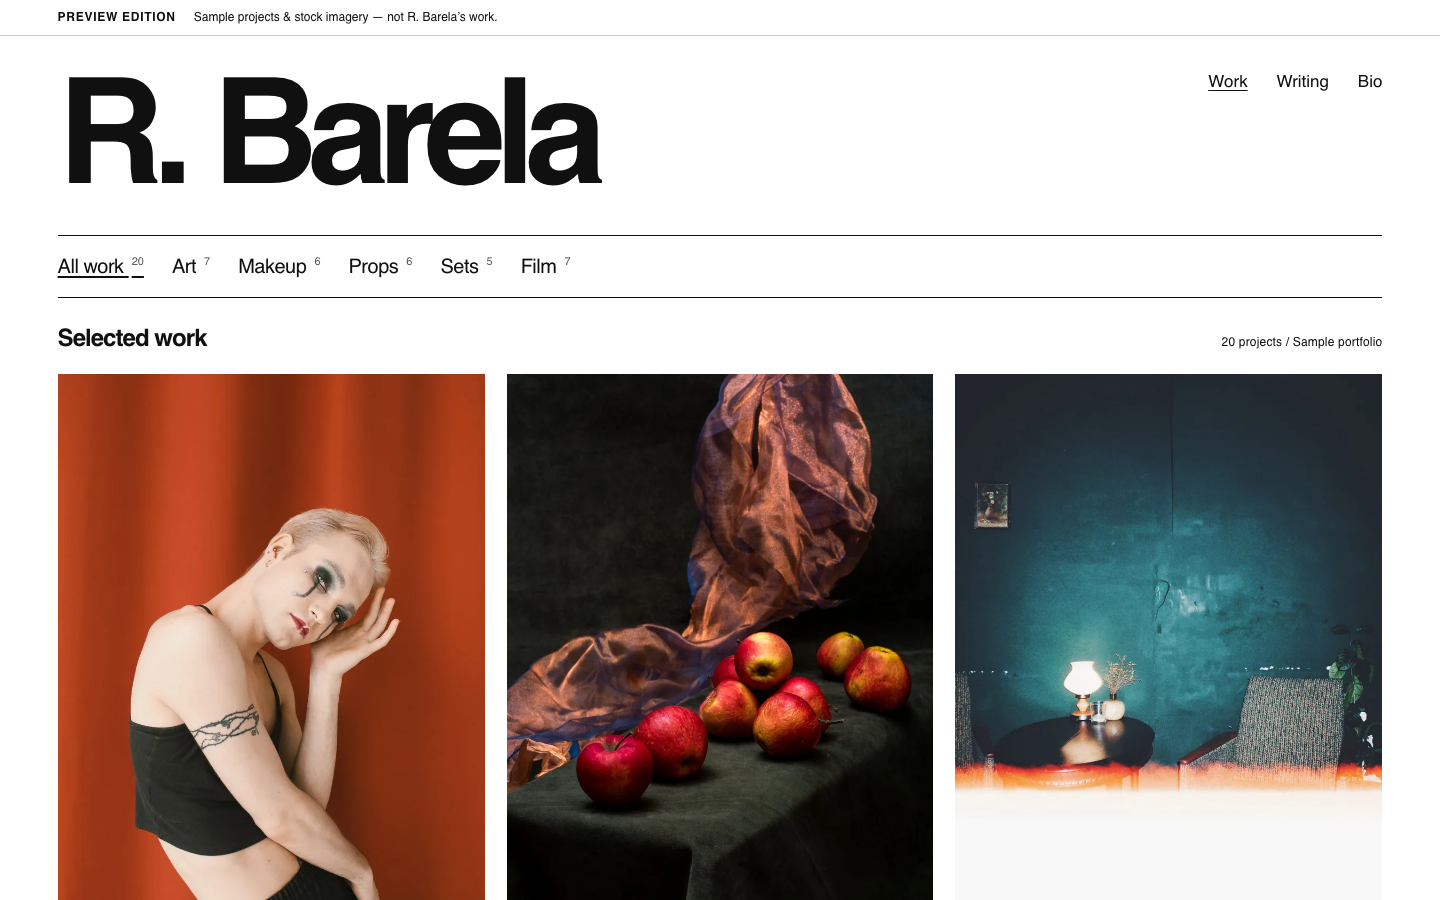 PREVIEW EDITION Sample projects & stock imagery — not R. Barela’s work.
R. Barela
Work Writing Bio
All work 20 Art 7 Makeup 6 Props 6 Sets 5 Film 7
Selected work
20 projects / Sample portfolio